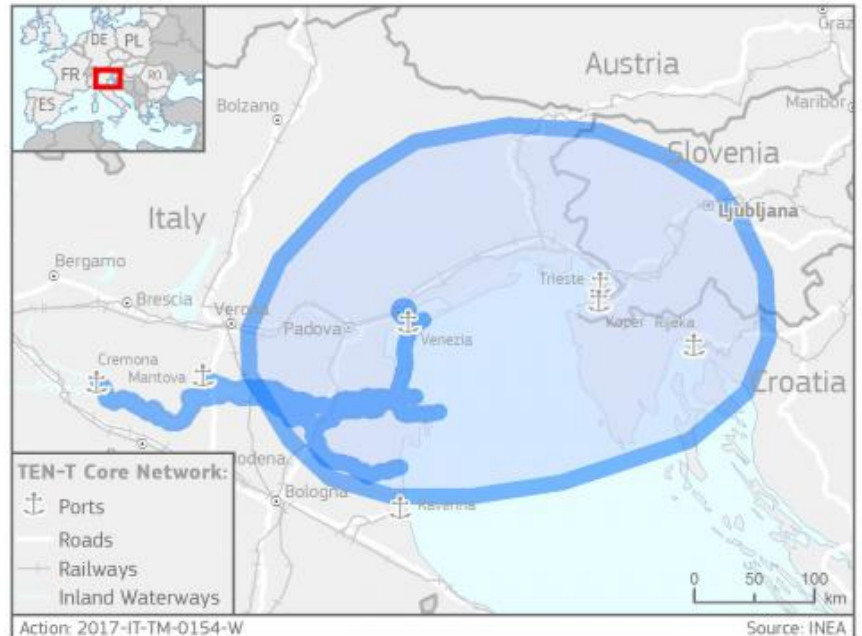 DE PL
FR RO
ES
Graz
Austria
Maribor
Bolzano
Slovenia
Ljubljana
Italy
Bergamo
Trieste
Brescia
Verona
Padova
Venezia
Koper Rijeka
Cremona
Mantova
Croatia
TEN-T Core Network:
odena
Ports
Bologna
Ravenna
Roads
Railways
0 50 100
km
Inland Waterways
Action: 2017-IT-TM-0154-W
Source: INEA